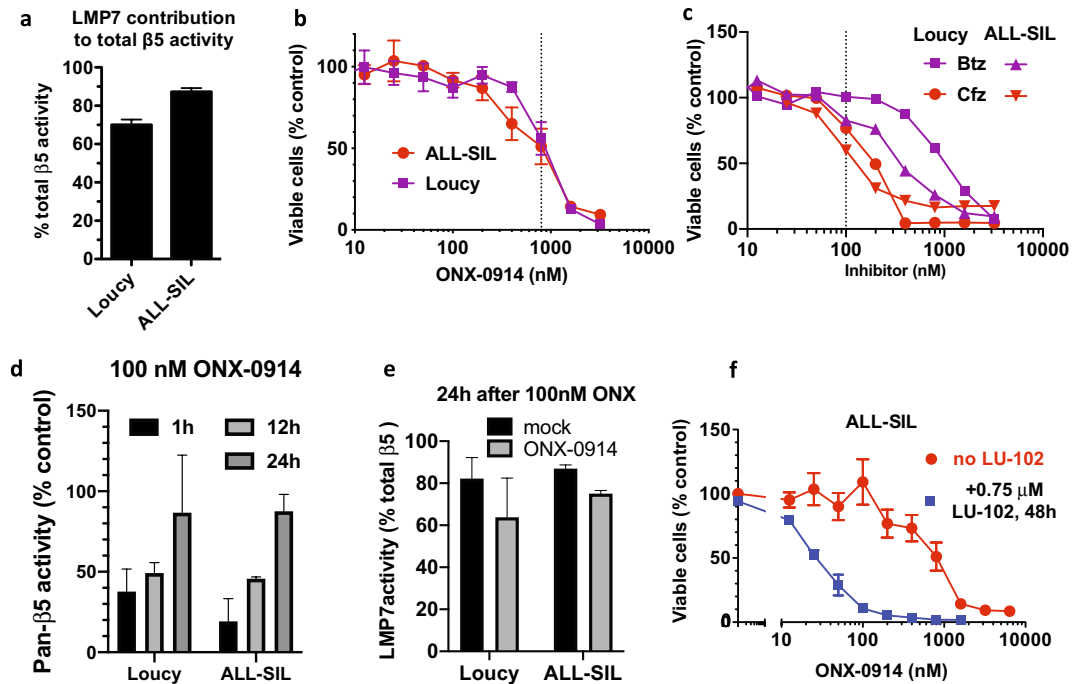 a
LMP7 contribution
to total β5 activity
% total β5 activity
100
90
80
70
60
50
40
30
20
10
0
Loucy
ALL-SIL
b
Viable cells (% control)
100
50
0
ALL-SIL
Loucy
10
100
1000
10000
ONX-0914 (nM)
c
Loucy ALL-SIL
Btz
Cfz
Viable cells (% control)
150
100
50
0
10
100
1000
10000
Inhibitor (nM)
d
100 nM ONX-0914
Pan-β5 activity (% control)
150
100
50
0
1h
12h
24h
Loucy
ALL-SIL
e
24h after 100nM ONX
mock
ONX-0914
LMP7activity (% total β5)
100
80
60
40
20
0
Loucy
ALL-SIL
f
ALL-SIL
no LU-102
+0.75 μM
LU-102, 48h
Viable cells (% control)
150
100
50
0
10
100
1000
10000
ONX-0914 (nM)